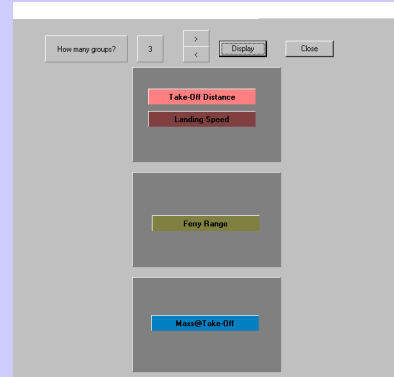 How many groups? 3 > Display Close
<
Take-Off Distance
Landing Speed
Ferry Range
Mass@Take-Off